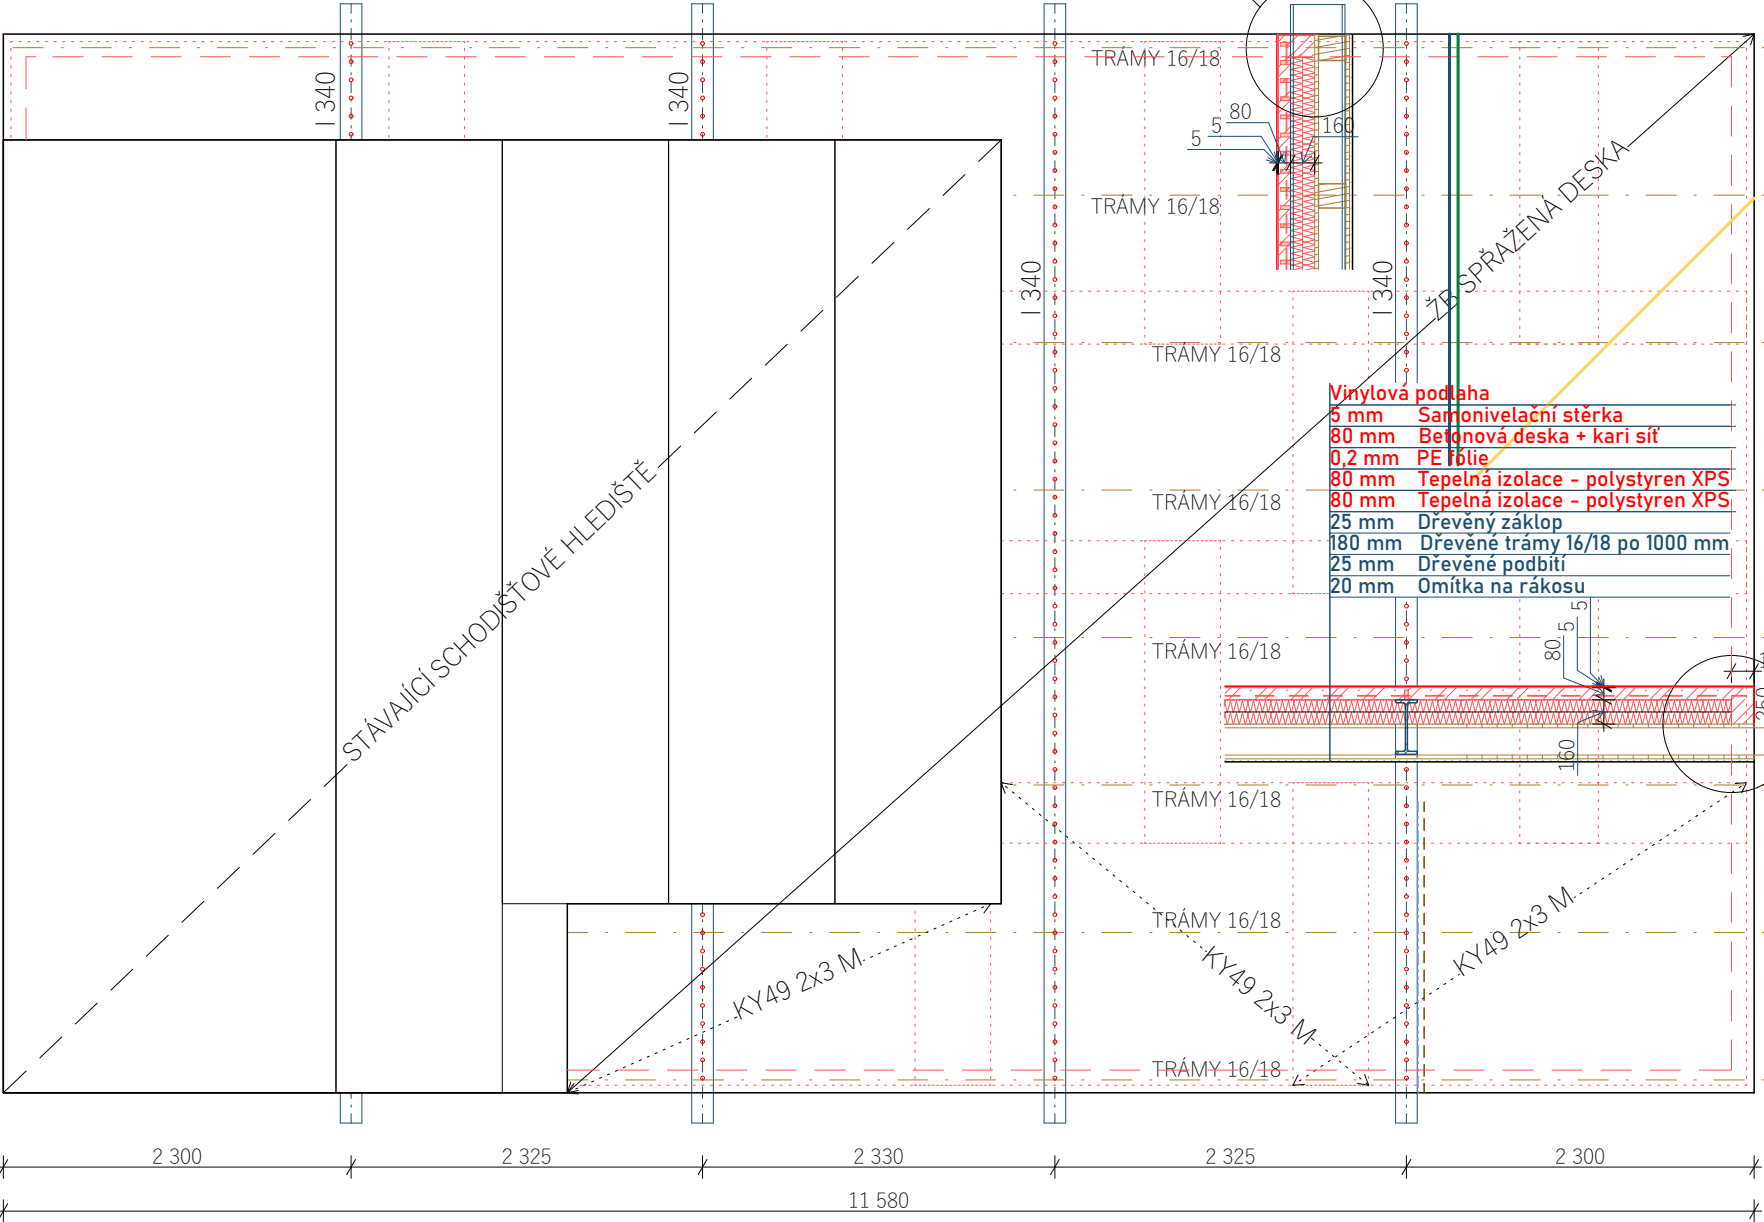 I 340
I 340
TRÁMY 16/18
80
5
5
160
TRÁMY 16/18
ŽB SPŘAŽENÁ DESKA
I 340
I 340
TRÁMY 16/18
Vinylová podlaha
5 mm Samonivelační stěrka
80 mm Betonová deska + kari síť
0,2 mm PE fólie
80 mm Tepelná izolace - polystyren XPS
80 mm Tepelná izolace - polystyren XPS
25 mm Dřevěný záklop
180 mm Dřevěné trámy 16/18 po 1000 mm
25 mm Dřevěné podbití
20 mm Omítka na rákosu
TRÁMY 16/18
STÁVAJÍCÍ SCHODIŠŤOVÉ HLEDIŠTĚ
TRÁMY 16/18
80
5
5
160
250
TRÁMY 16/18
TRÁMY 16/18
KY49 2x3 M
KY49 2x3 M
KY49 2x3 M
TRÁMY 16/18
2 300
2 325
2 330
2 325
2 300
11 580